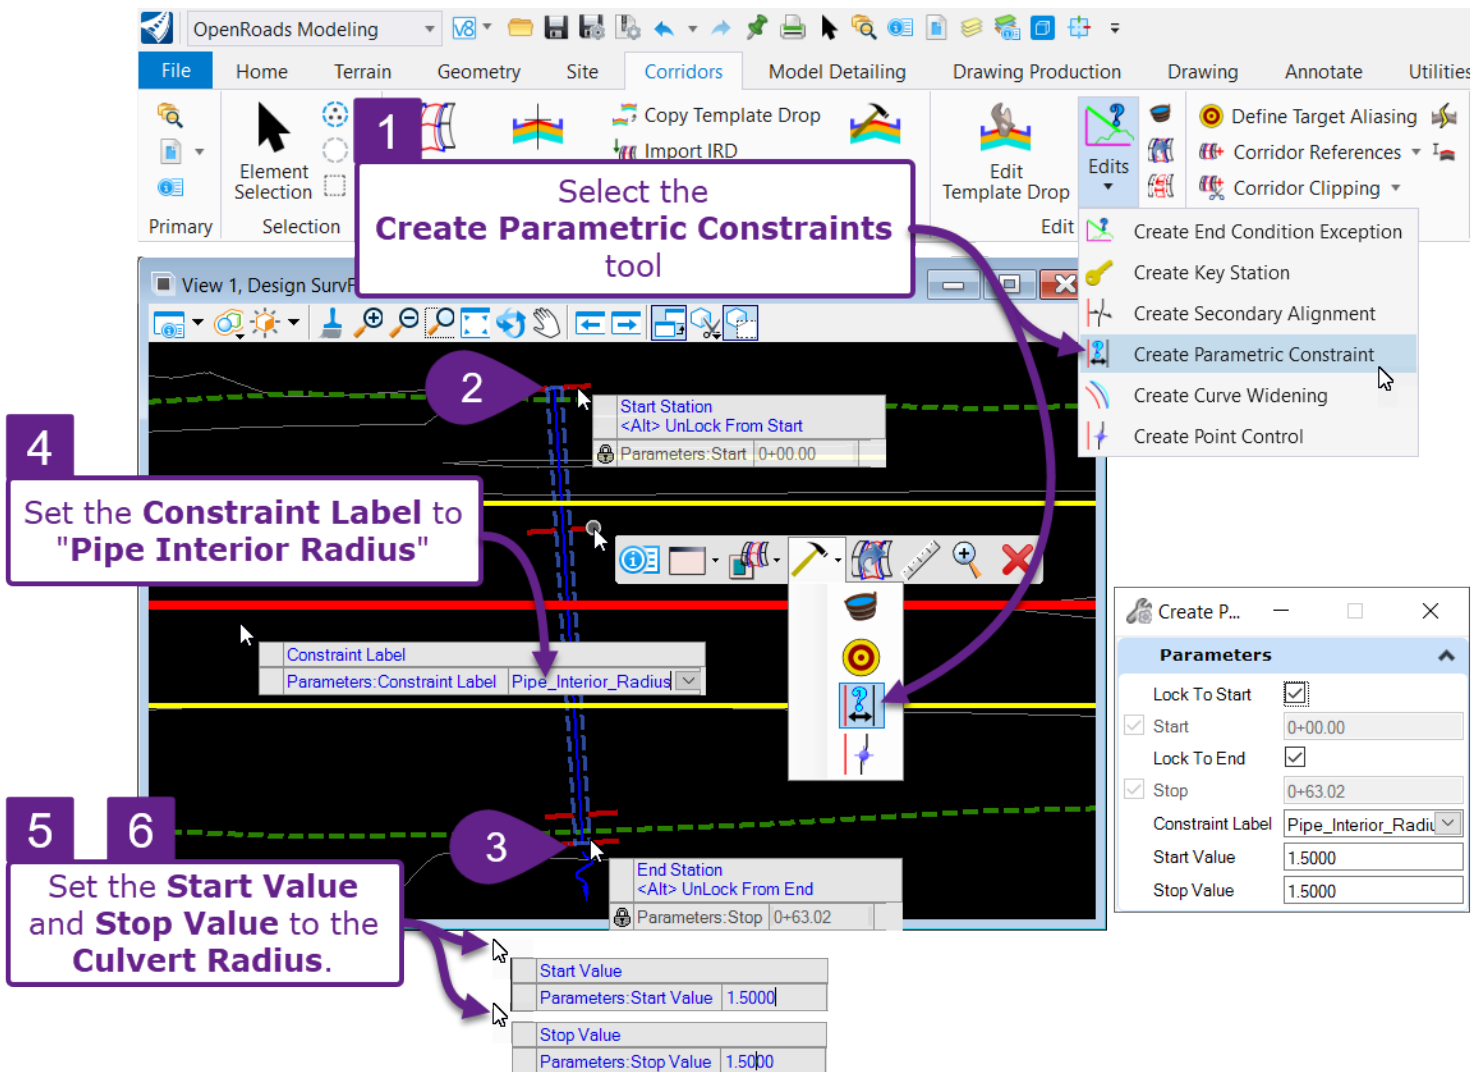 OpenRoads Modeling
V8
File Home Terrain Geometry Site Corridors Model Detailing Drawing Production Drawing Annotate Utilities
1
Copy Template Drop
Import IRD
Element
Selection
Primary
Selection
Edit
Template Drop
Edits
Edit
Define Target Aliasing
Corridor References
Corridor Clipping
Select the
Create Parametric Constraints
tool
Create End Condition Exception
Create Key Station
Create Secondary Alignment
Create Parametric Constraint
Create Curve Widening
Create Point Control
View 1, Design
2
Start Station
<Alt> UnLock From Start
Parameters:Start 0+00.00
4
Set the Constraint Label to
"Pipe Interior Radius"
Constraint Label
Parameters:Constraint Label Pipe_Interior_Radius
Create P...
Parameters
Lock To Start
Start 0+00.00
Lock To End
Stop 0+63.02
Constraint Label Pipe_Interior_Radiu
Start Value 1.5000
Stop Value 1.5000
3
End Station
<Alt> UnLock From End
Parameters:Stop 0+63.02
5 6
Set the Start Value
and Stop Value to the
Culvert Radius.
Start Value
Parameters:Start Value 1.5000
Stop Value
Parameters:Stop Value 1.5000